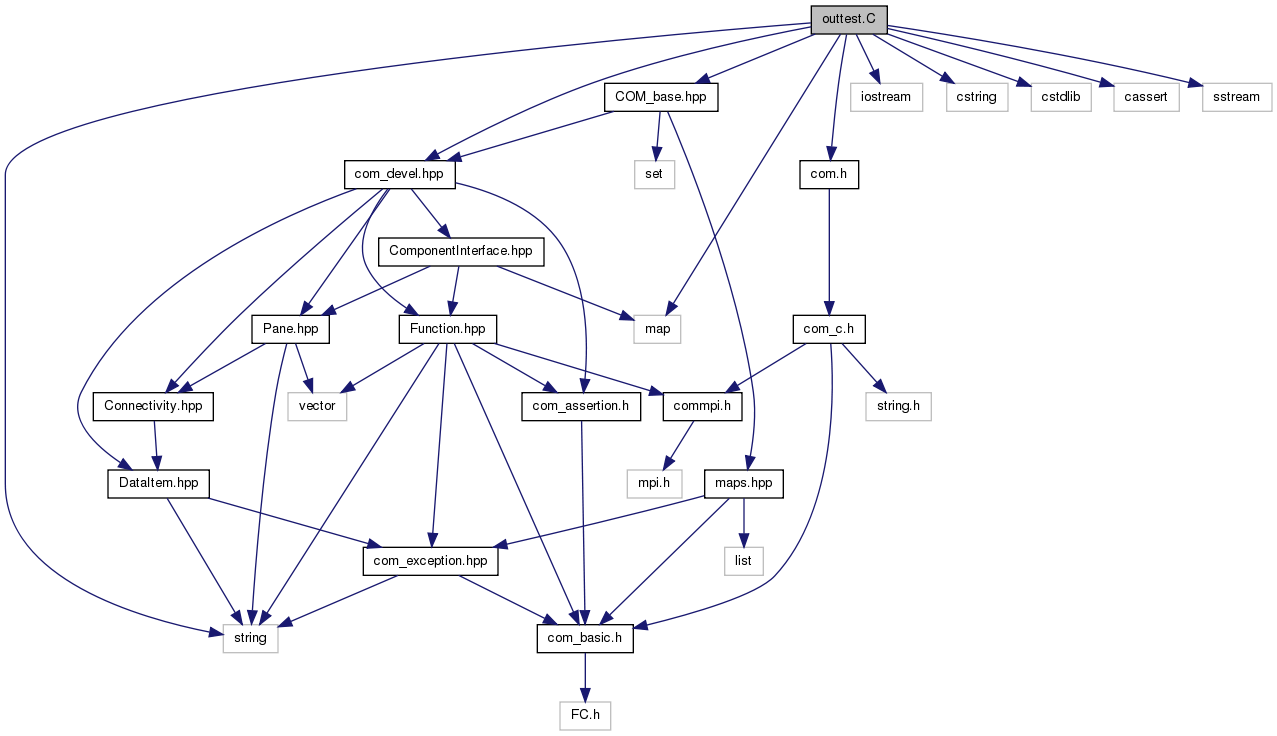 outtest.C
COM_base.hpp
iostream
cstring
cstdlib
cassert
sstream
com_devel.hpp
set
com.h
ComponentInterface.hpp
Pane.hpp
Function.hpp
map
com_c.h
Connectivity.hpp
vector
com_assertion.h
commpi.h
string.h
DataItem.hpp
mpi.h
maps.hpp
com_exception.hpp
list
string
com_basic.h
FC.h